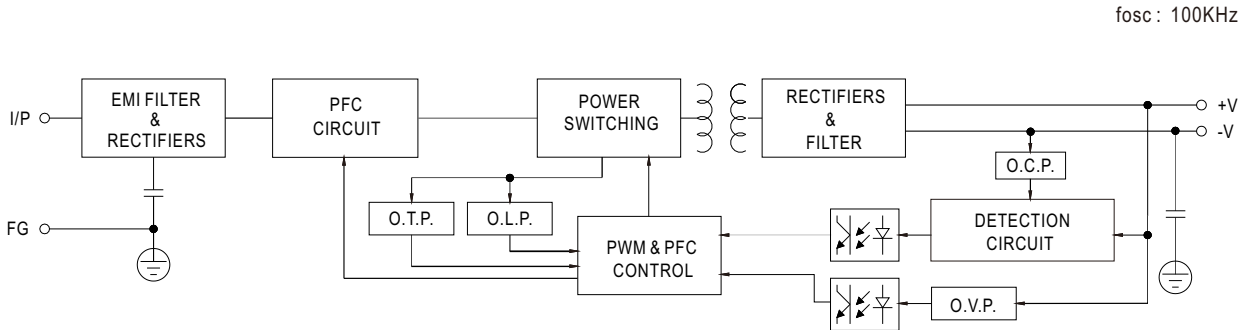 fosc : 100KHz
I/P
EMI FILTER
&
RECTIFIERS
PFC
CIRCUIT
POWER
SWITCHING
RECTIFIERS
&
FILTER
+V
-V
O.C.P.
O.T.P.
O.L.P.
FG
PWM & PFC
CONTROL
DETECTION
CIRCUIT
O.V.P.